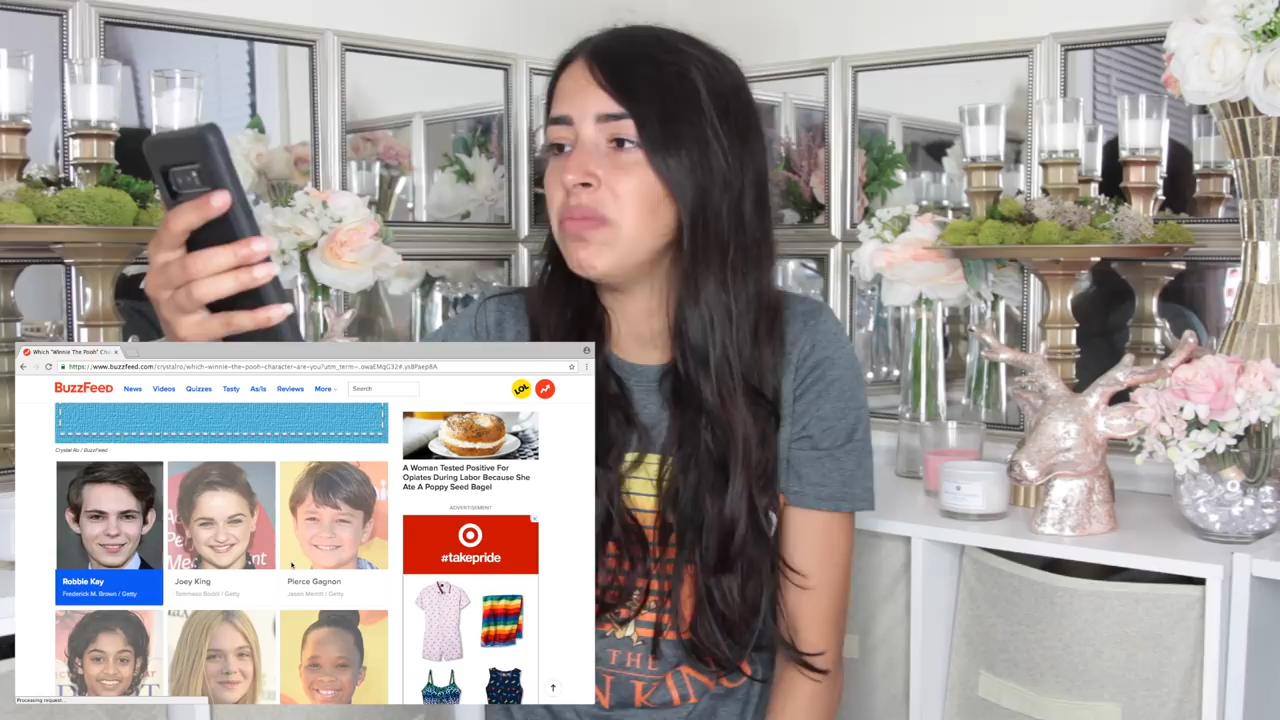 Which "Winnie The Pooh" Cha
https://www.buzzfeed.com/crystalro/which-winnie-the-pooh-character-are-you?utm_term=.
BuzzFeed
News
Videos
Quizzes
Tasty
As/Is
Reviews
More
Search
LOL
Crystal Ro / BuzzFeed
Robbie Kay
Frederick M. Brown / Getty
Joey King
Tommaso Boddi / Getty
Pierce Gagnon
Jason Merritt / Getty
A Woman Tested Positive For
Opiates During Labor Because She
Ate A Poppy Seed Bagel
ADVERTISEMENT
#takepride
Processing request...
THE
N KING